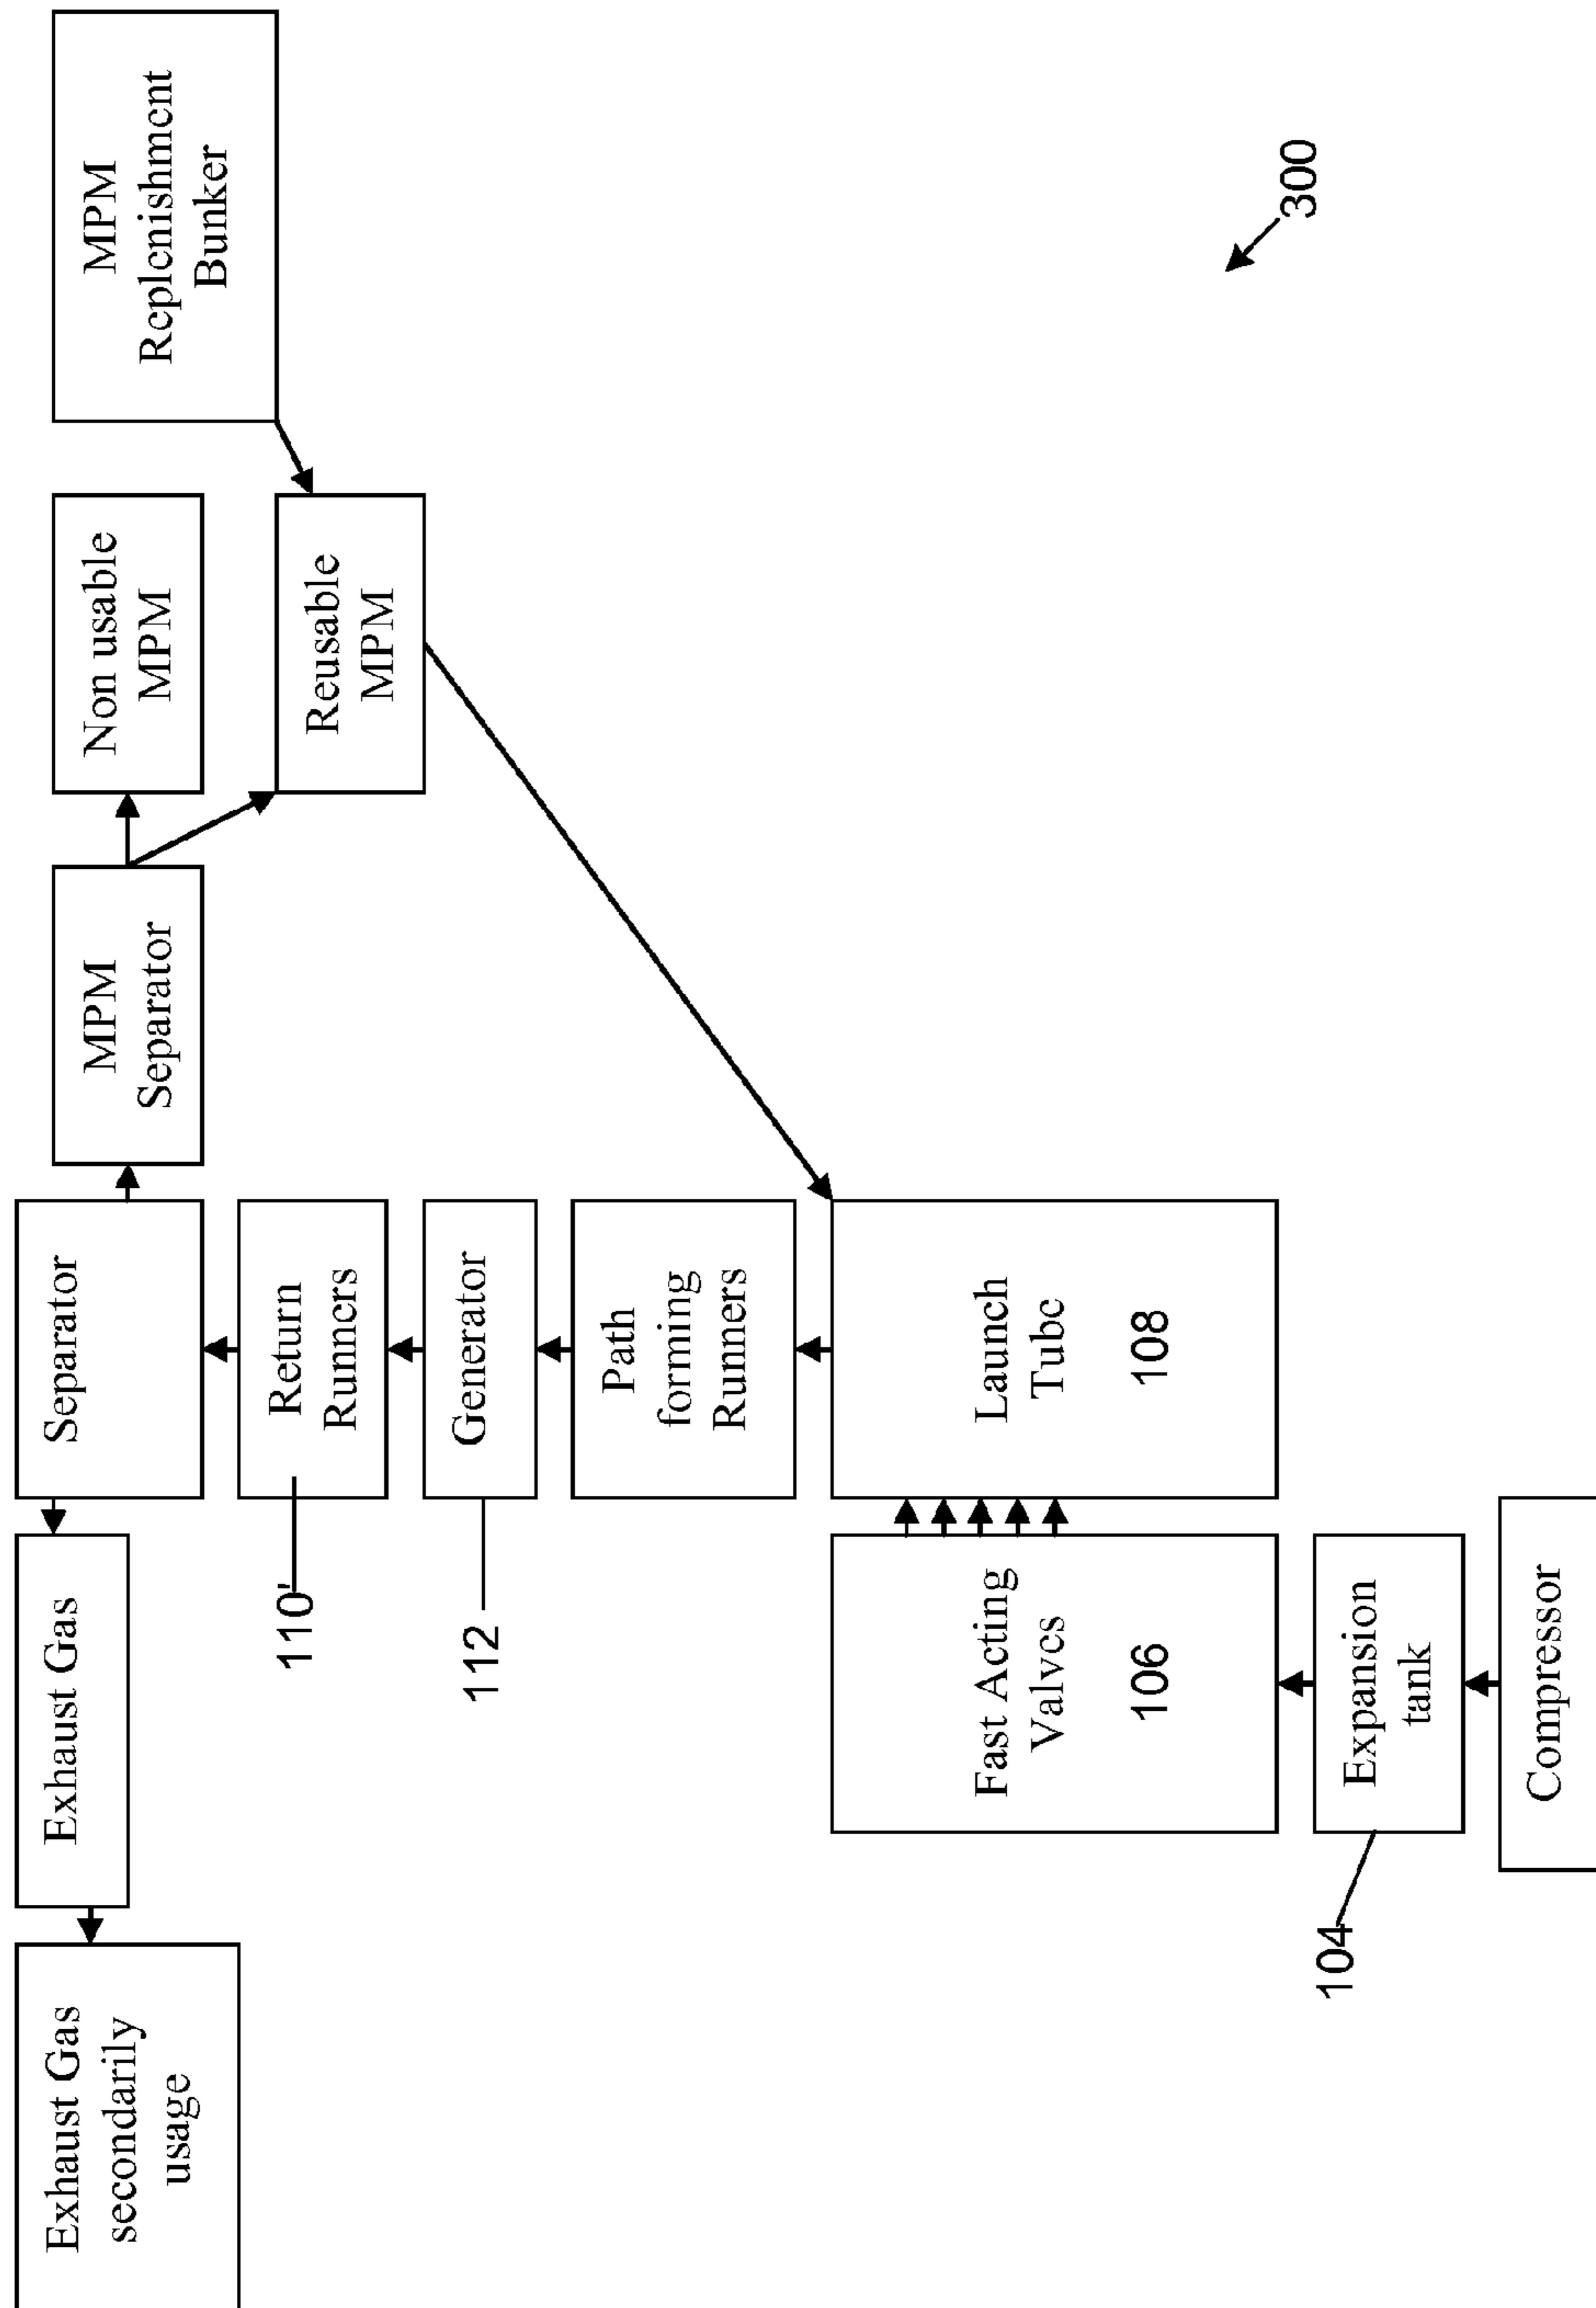 Exhaust Gas
secondarily
usage
Exhaust Gas
Separator
MPM
Separator
Non usable
MPM
MPM
Replenishment
Bunker
Reusable
MPM
Return
Runners
110'
Generator
112
Path
forming
Runners
Launch
Tube
108
Fast Acting
Valves
106
Expansion
tank
104
Compressor
300